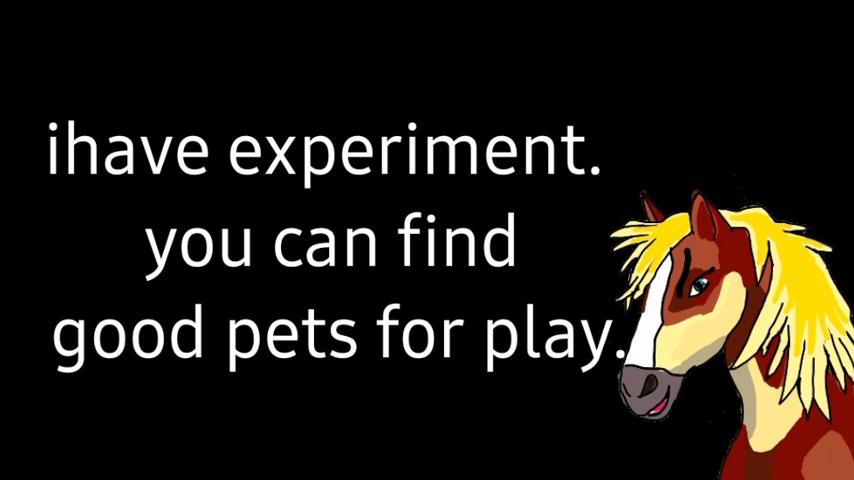 ihave experiment.
you can find
good pets for play.